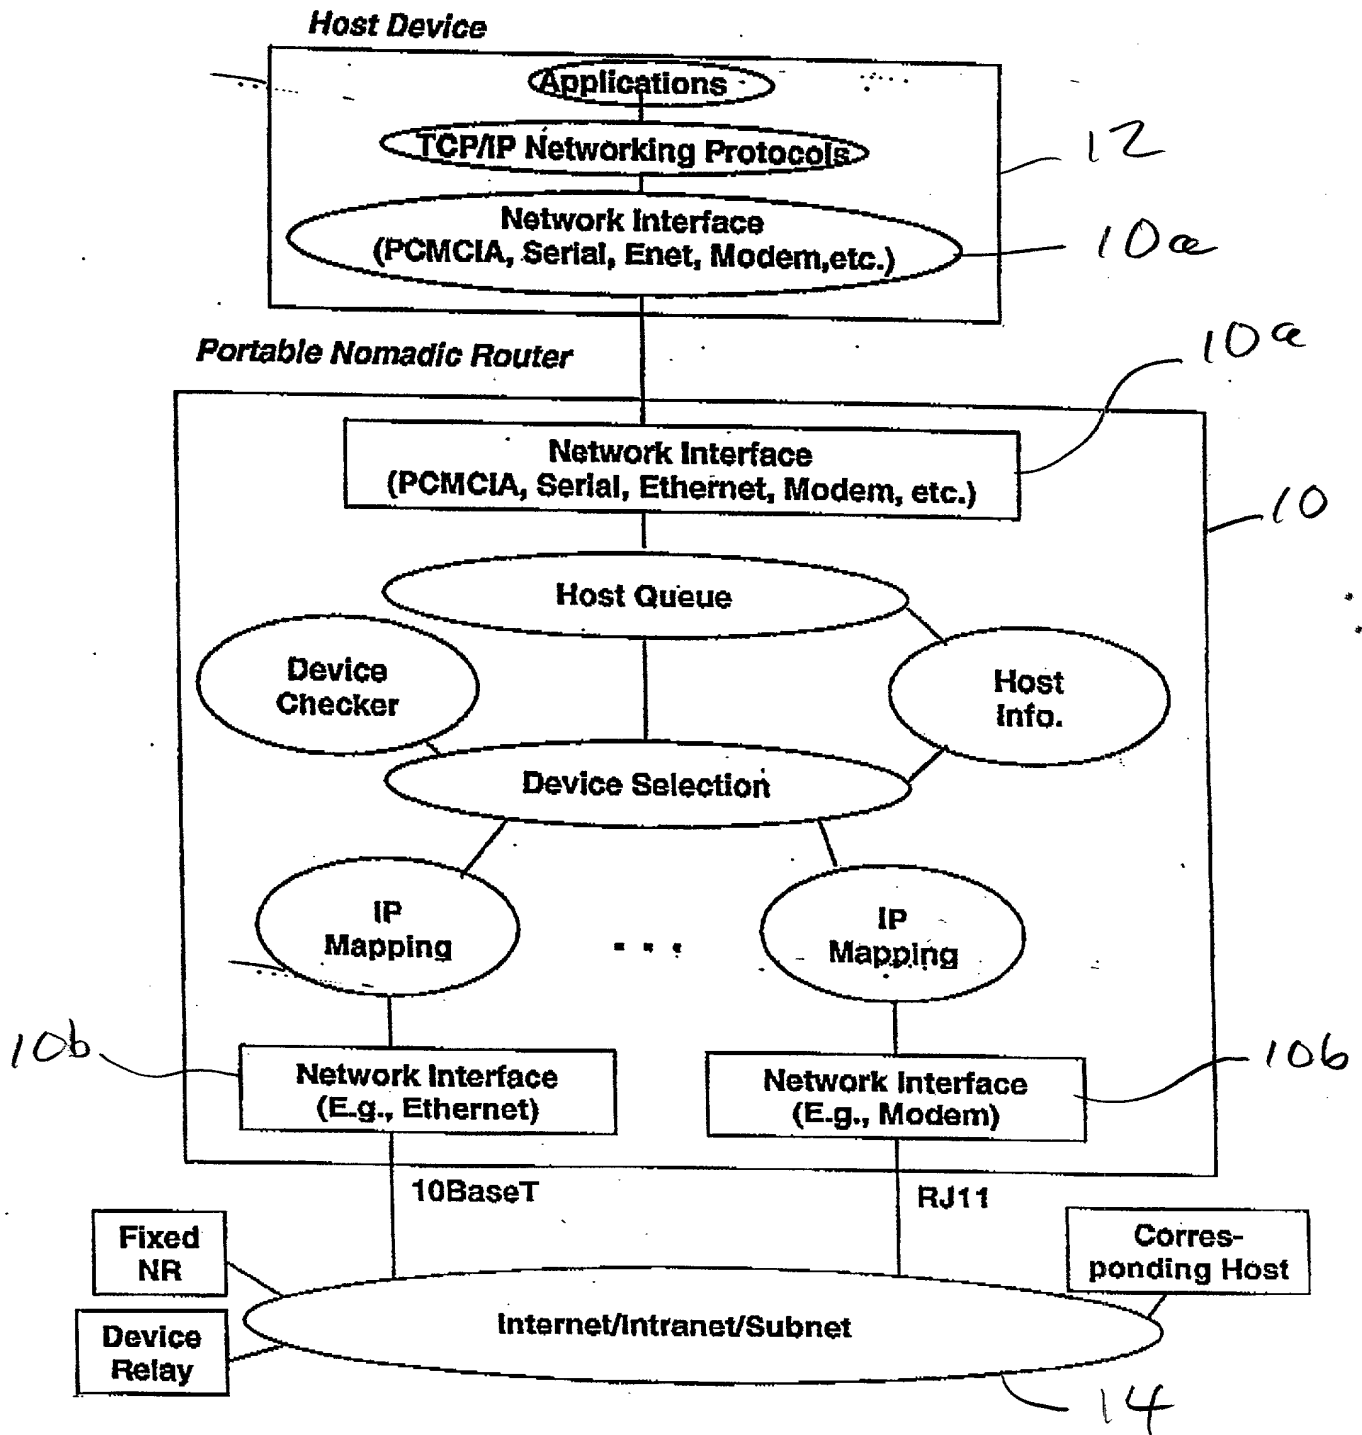 Host Device
Applications
TCP/IP Networking Protocols
12
Network Interface
(PCMCIA, Serial, Enet, Modem,etc.)
10a
Portable Nomadic Router
10a
Network Interface
(PCMCIA, Serial, Ethernet, Modem, etc.)
10
Host Queue
Device
Checker
Host
Info.
Device Selection
IP
Mapping
...
IP
Mapping
10b
Network Interface
(E.g., Ethernet)
Network Interface
(E.g., Modem)
10b
10BaseT
RJ11
Fixed
NR
Corres-
ponding Host
Device
Relay
Internet/Intranet/Subnet
14